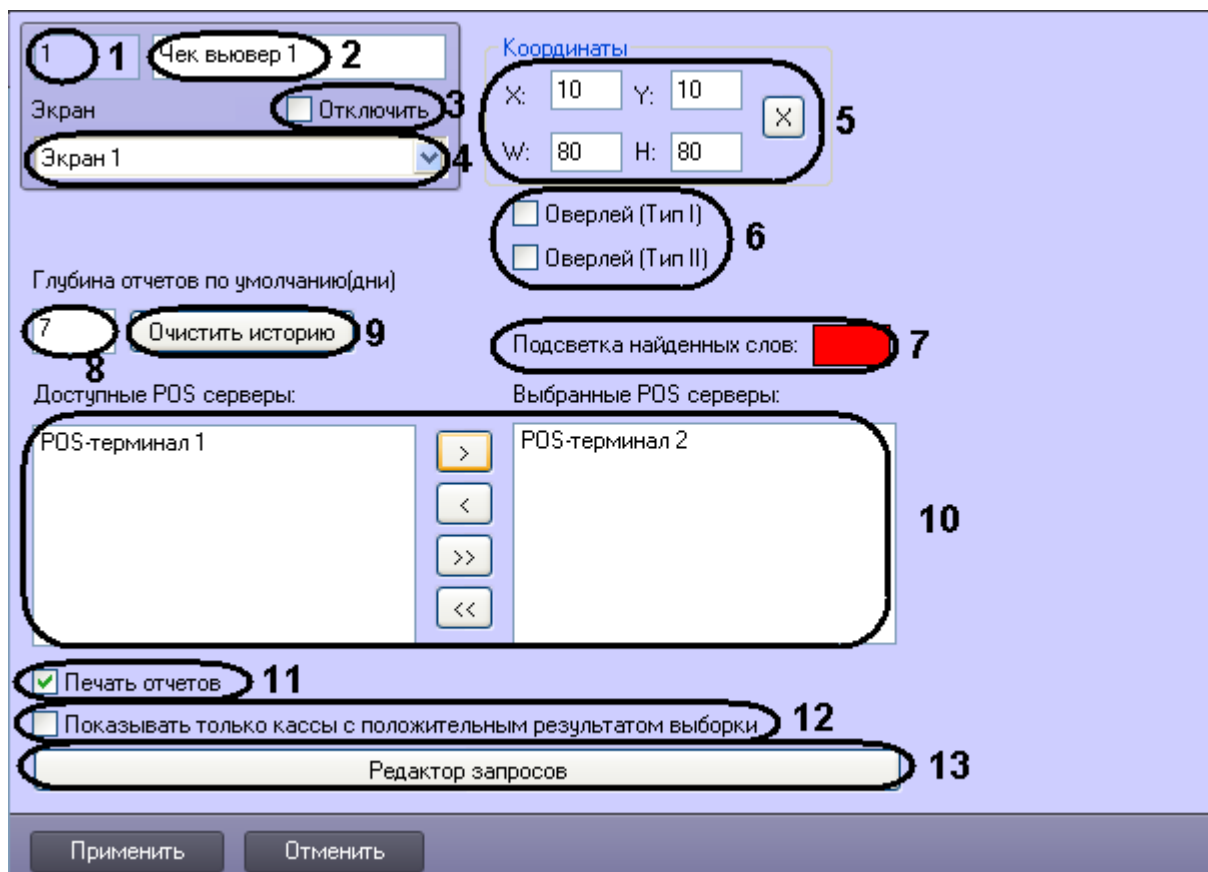 1 1 Чек вьювер 1 2
Экран Отключить 3
Экран 1 4
Координаты
X: 10 Y: 10 X 5
W: 80 H: 80
Оверлей (Тип I)
Оверлей (Тип II) 6
Глубина отчетов по умолчанию(дни)
7 8 Очистить историю 9
Подсветка найденных слов: 7
Доступные POS серверы: Выбранные POS серверы:
POS-терминал 1 > POS-терминал 2
<
>>
<<
10
Печать отчетов 11
Показывать только кассы с положительным результатом выборки 12
Редактор запросов 13
Применить Отменить